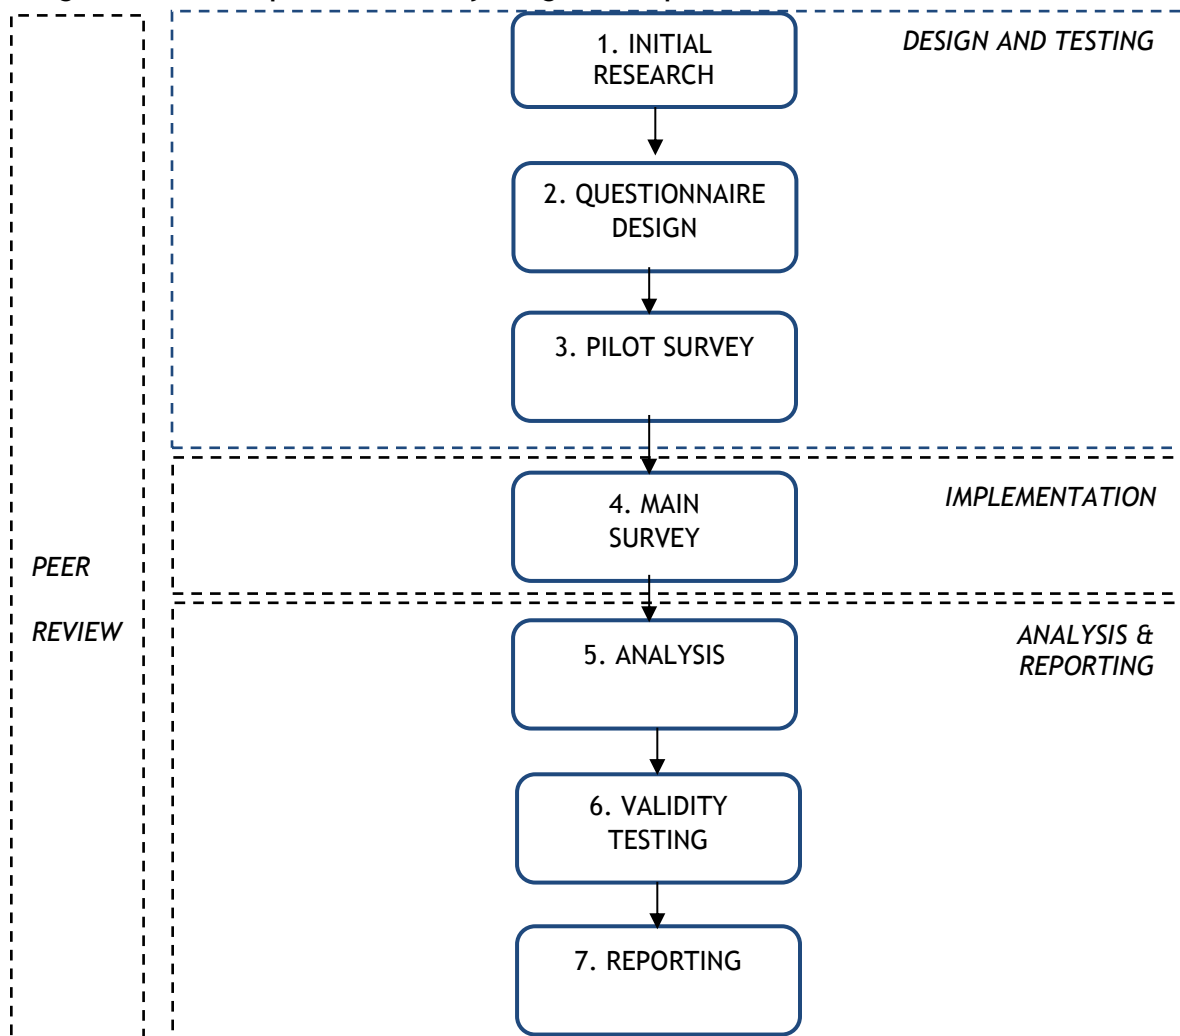 1. INITIAL
RESEARCH
DESIGN AND TESTING
2. QUESTIONNAIRE
DESIGN
3. PILOT SURVEY
4. MAIN
SURVEY
IMPLEMENTATION
PEER
REVIEW
5. ANALYSIS
ANALYSIS &
REPORTING
6. VALIDITY
TESTING
7. REPORTING